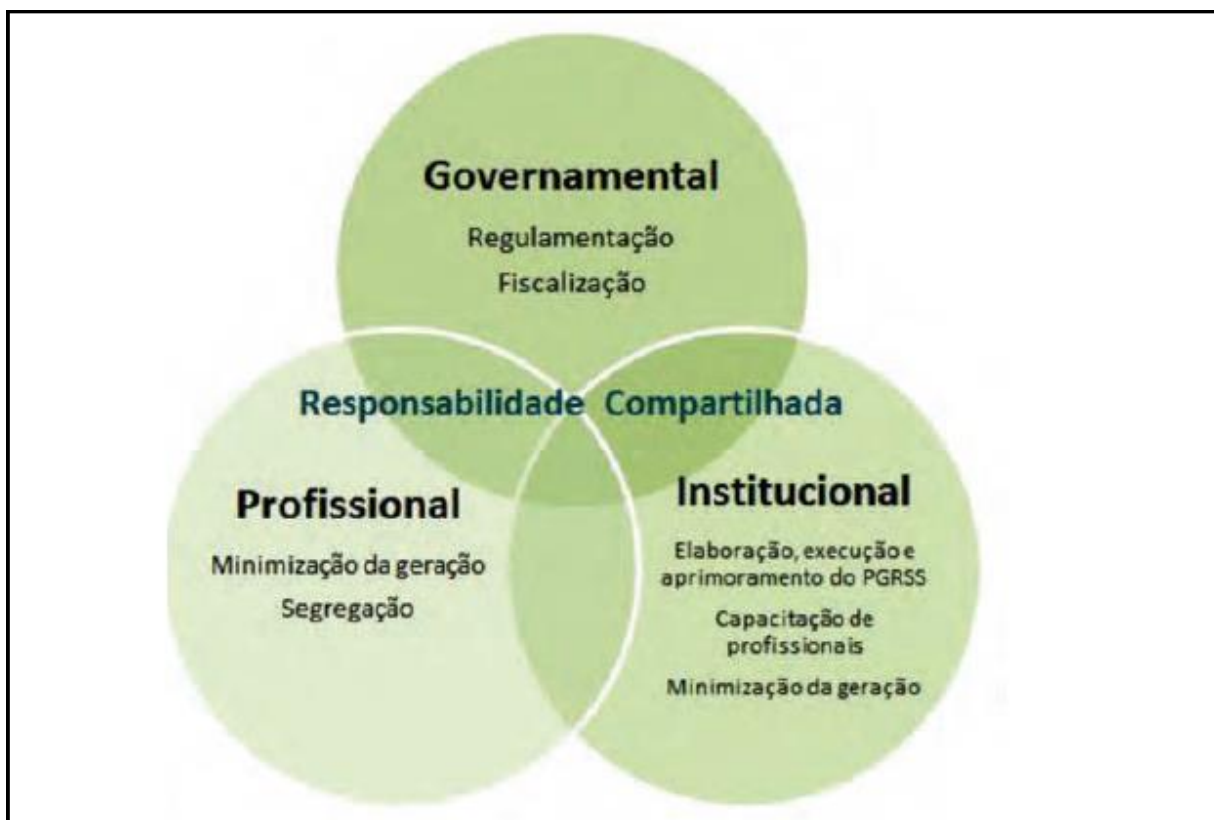 Governamental
Regulamentação
Fiscalização
Responsabilidade Compartilhada
Profissional
Minimização da geração
Segregação
Institucional
Elaboração, execução e
aprimoramento do PGRSS
Capacitação de
profissionais
Minimização da geração